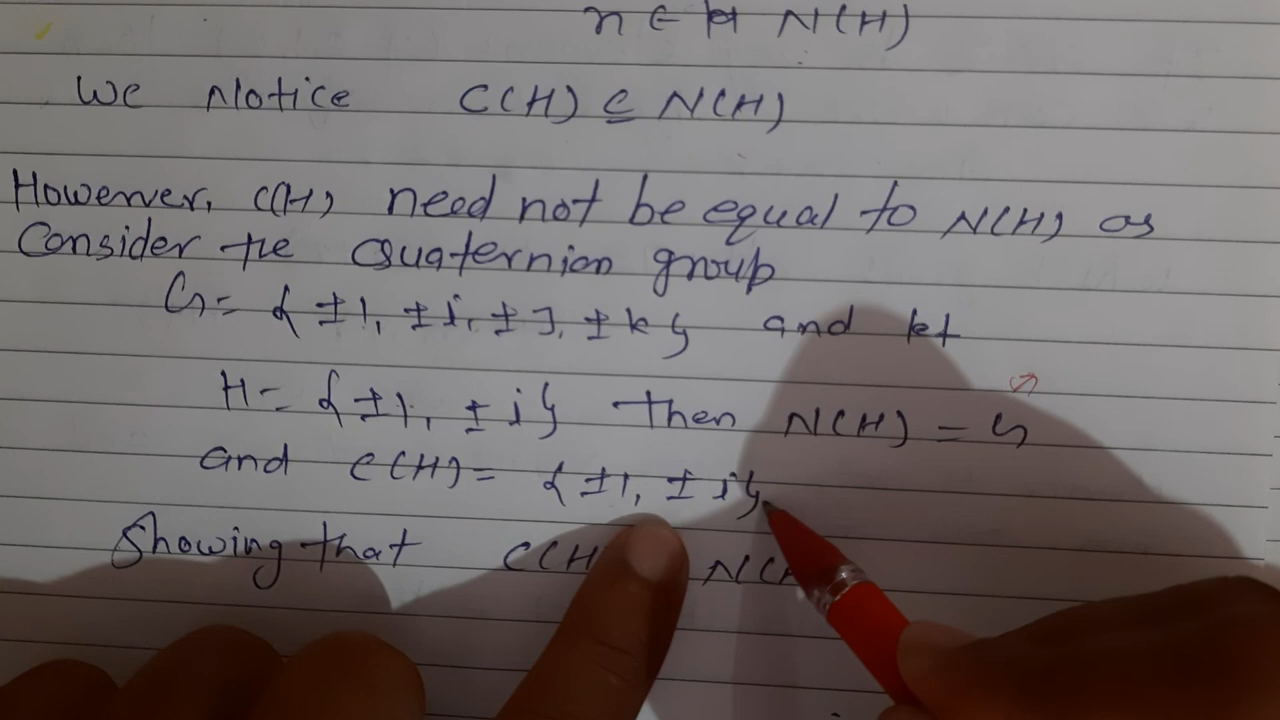 n ∈ N(H)
We Notice C(H) ⊆ N(H)
Howewer, C(H) need not be equal to N(H) as
Consider the Quaternion group
G = { ±1, ±i, ±J, ±k } and let
H = { ±1, ±i } Then N(H) = G
and C(H) = { ±1, ±i }
Showing that C(H N(